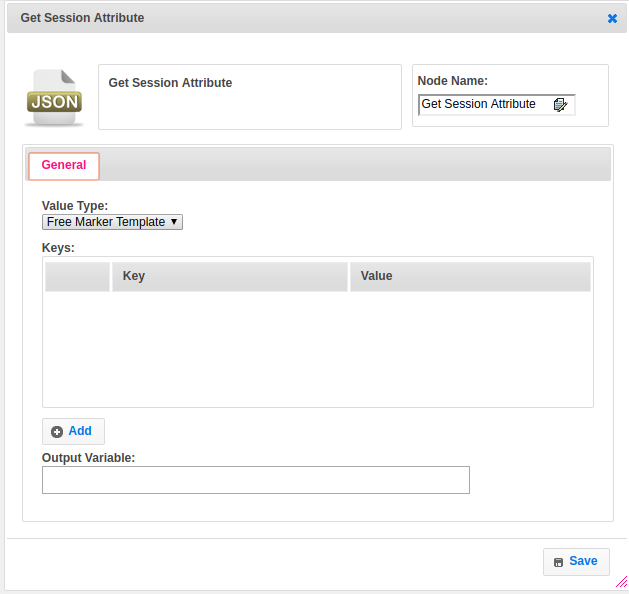 Get Session Attribute
JSON
Get Session Attribute
Node Name:
Get Session Attribute
General
Value Type:
Free Marker Template
Keys:
Key Value
Add
Output Variable:
Save